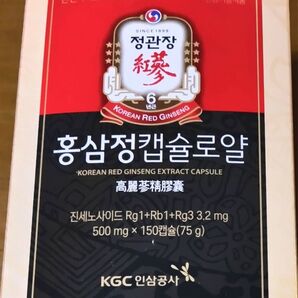 SINCE 1899
정관장
紅蔘
6
년근
KOREAN RED GINSENG
홍삼정캡슐로얄
KOREAN RED GINSENG EXTRACT CAPSULE
高麗蔘精膠囊
진세노사이드 Rg1+Rb1+Rg3 3.2 mg
500 mg × 150캡슐(75 g)
KGC 인삼공사